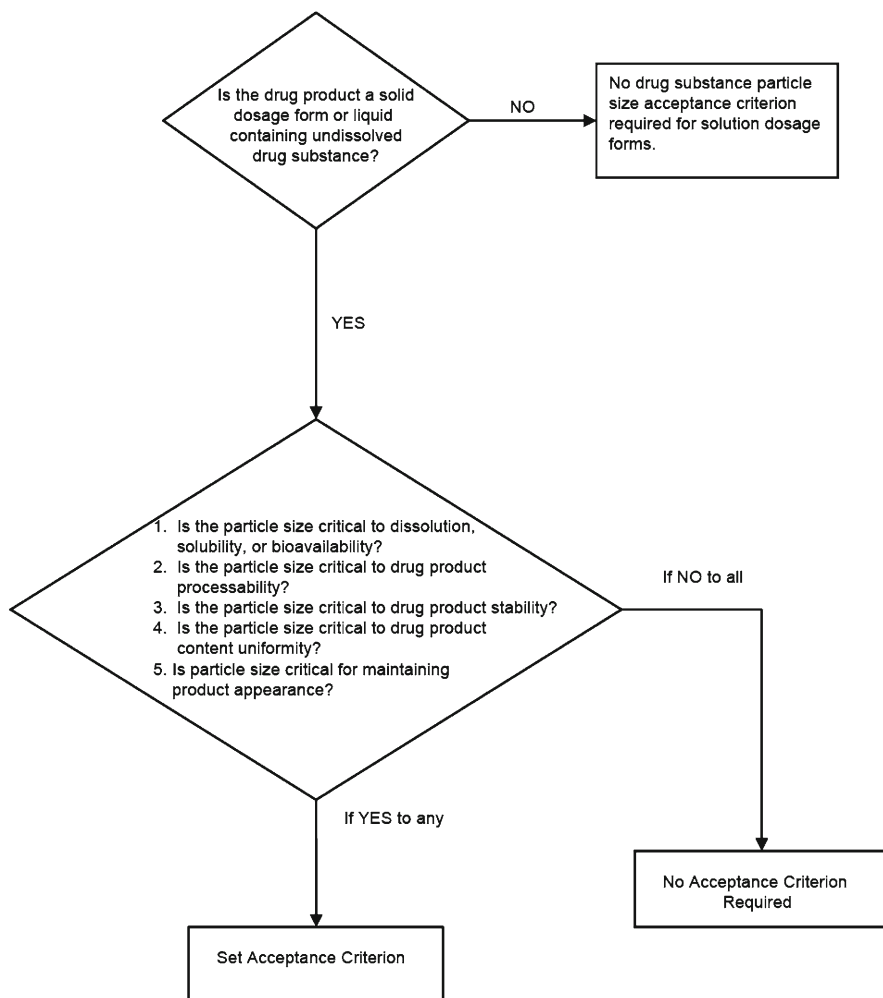 Is the drug product a solid
dosage form or liquid
containing undissolved
drug substance?
NO
No drug substance particle
size acceptance criterion
required for solution dosage
forms.
YES
1. Is the particle size critical to dissolution,
solubility, or bioavailability?
2. Is the particle size critical to drug product
processability?
3. Is the particle size critical to drug product stability?
4. Is the particle size critical to drug product
content uniformity?
5. Is particle size critical for maintaining
product appearance?
If NO to all
If YES to any
No Acceptance Criterion
Required
Set Acceptance Criterion